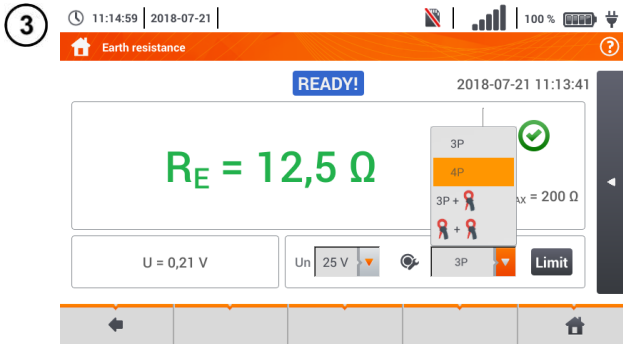 3
11:14:59 2018-07-21 100 %
Earth resistance ?
READY! 2018-07-21 11:13:41
3P
4P
RE = 12,5 Ω
3P +
+
AX = 200 Ω
U = 0,21 V
Un 25 V 3P Limit